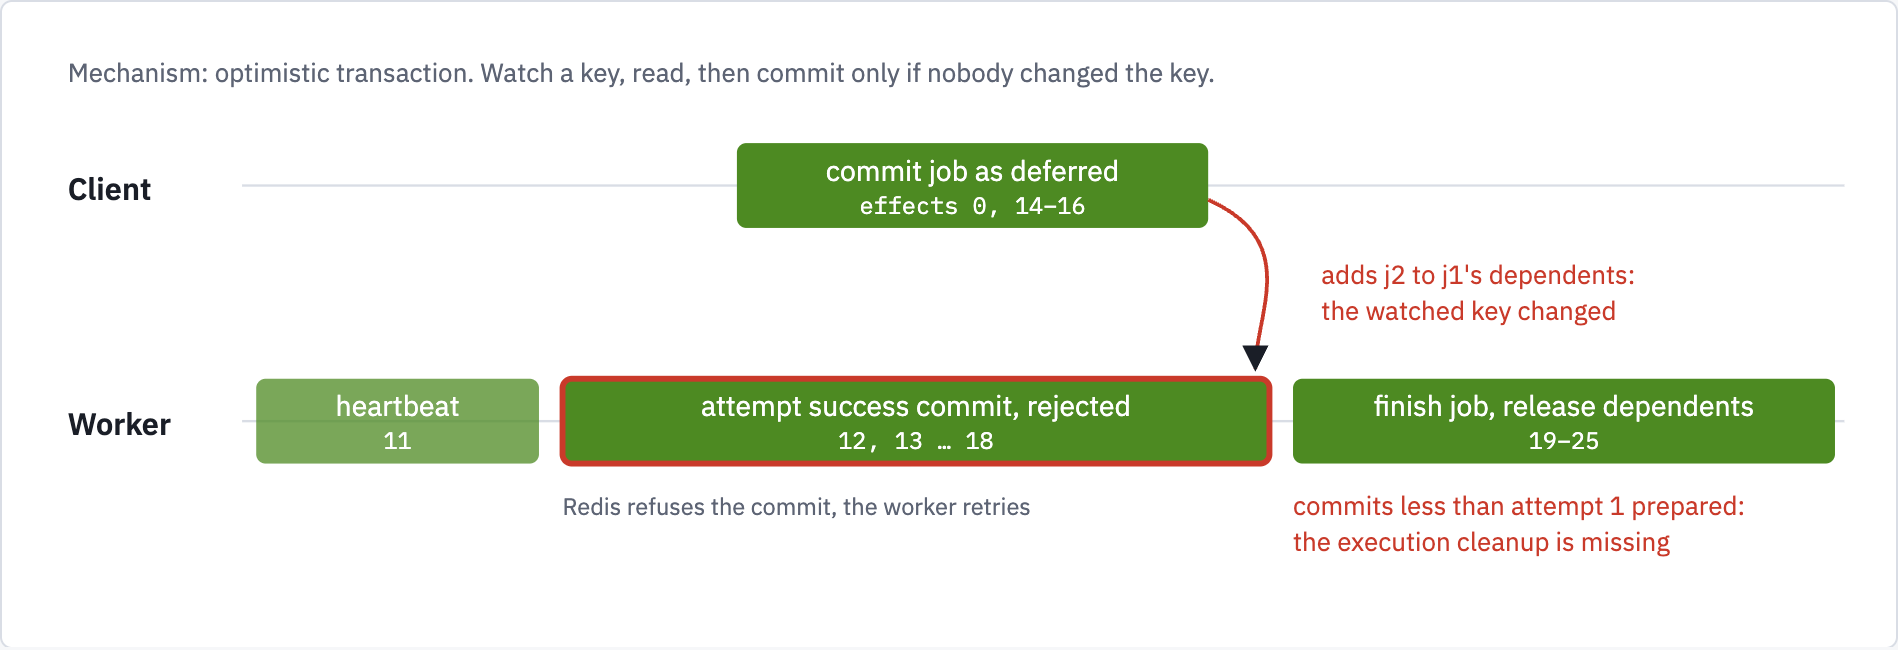 Mechanism: optimistic transaction. Watch a key, read, then commit only if nobody changed the key.
Client
commit job as deferred
effects 0, 14–16
adds j2 to j1's dependents:
the watched key changed
Worker
heartbeat
11
attempt success commit, rejected
12, 13 … 18
finish job, release dependents
19–25
Redis refuses the commit, the worker retries
commits less than attempt 1 prepared:
the execution cleanup is missing